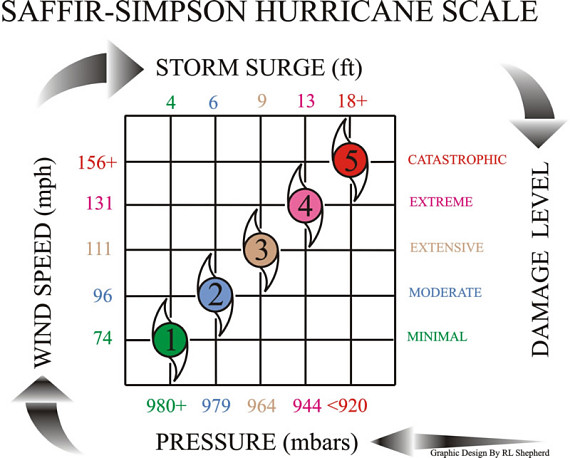 SAFFIR-SIMPSON HURRICANE SCALE
STORM SURGE (ft)
4 6 9 13 18+
156+ 5 CATASTROPHIC
131 4 EXTREME
111 3 EXTENSIVE
96 2 MODERATE
74 1 MINIMAL
WIND SPEED (mph)
DAMAGE LEVEL
980+ 979 964 944 <920
PRESSURE (mbars)
Graphic Design By RL Shepherd